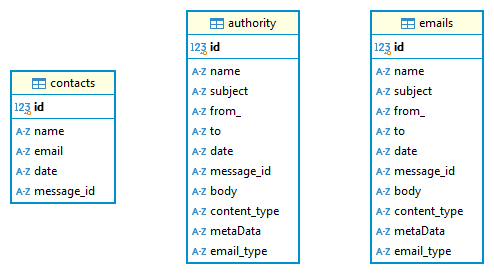 contacts
123 id
A-Z name
A-Z email
A-Z date
A-Z message_id
authority
123 id
A-Z name
A-Z subject
A-Z from_
A-Z to
A-Z date
A-Z message_id
A-Z body
A-Z content_type
A-Z metaData
A-Z email_type
emails
123 id
A-Z name
A-Z subject
A-Z from_
A-Z to
A-Z date
A-Z message_id
A-Z body
A-Z content_type
A-Z metaData
A-Z email_type